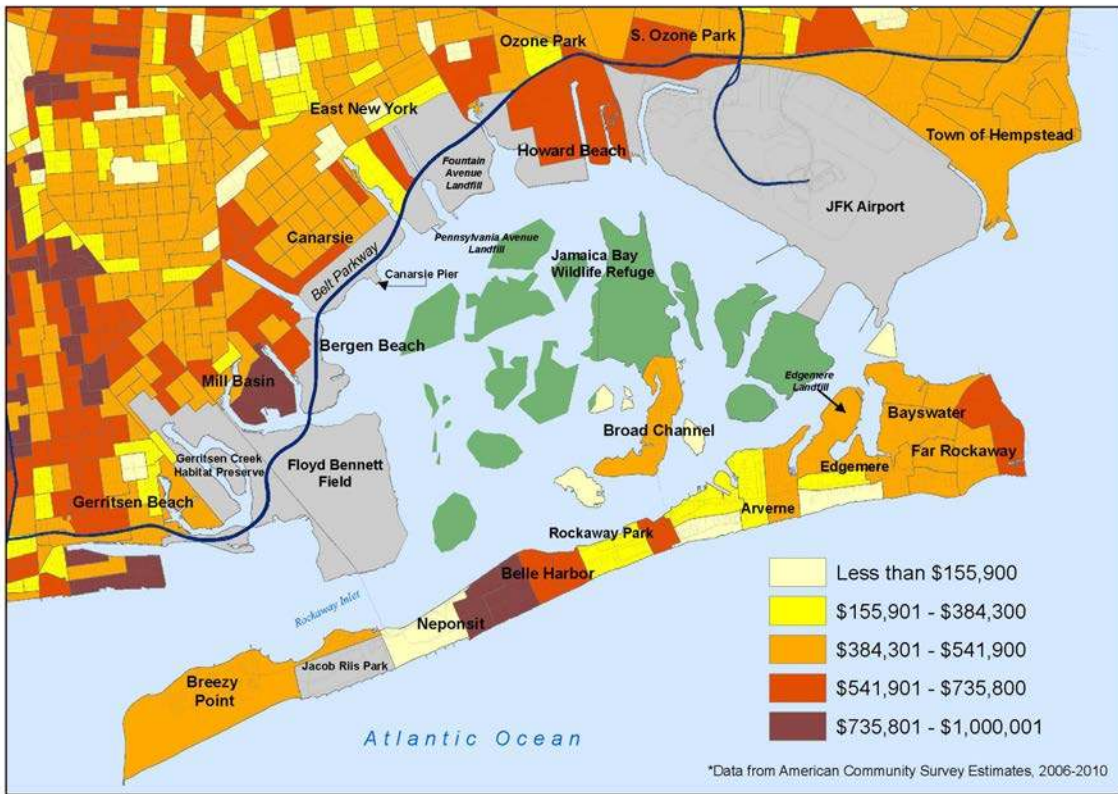 Ozone Park
S. Ozone Park
East New York
Town of Hempstead
Howard Beach
Fountain
Avenue
Landfill
JFK Airport
Canarsie
Pennsylvania Avenue
Landfill
Jamaica Bay
Wildlife Refuge
Belt Parkway
Canarsie Pier
Bergen Beach
Mill Basin
Edgemere
Landfill
Bayswater
Broad Channel
Far Rockaway
Edgemere
Gerritsen Creek
Habitat Preserve
Floyd Bennett
Field
Gerritsen Beach
Arverne
Rockaway Park
Belle Harbor
Rockaway Inlet
Neponsit
Jacob Riis Park
Breezy
Point
Atlantic Ocean
Less than $155,900
$155,901 - $384,300
$384,301 - $541,900
$541,901 - $735,800
$735,801 - $1,000,001
*Data from American Community Survey Estimates, 2006-2010